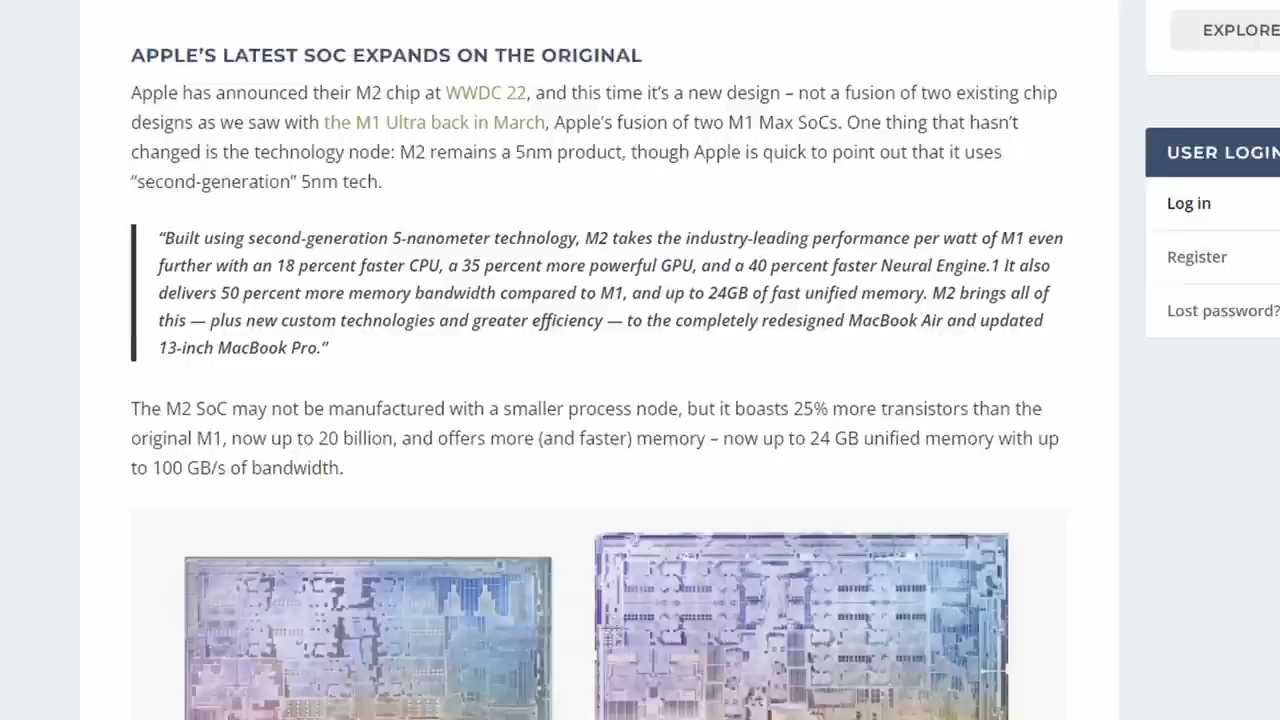 APPLE’S LATEST SOC EXPANDS ON THE ORIGINAL
Apple has announced their M2 chip at WWDC 22, and this time it’s a new design – not a fusion of two existing chip
designs as we saw with the M1 Ultra back in March, Apple’s fusion of two M1 Max SoCs. One thing that hasn’t
changed is the technology node: M2 remains a 5nm product, though Apple is quick to point out that it uses
“second-generation” 5nm tech.
“Built using second-generation 5-nanometer technology, M2 takes the industry-leading performance per watt of M1 even
further with an 18 percent faster CPU, a 35 percent more powerful GPU, and a 40 percent faster Neural Engine.1 It also
delivers 50 percent more memory bandwidth compared to M1, and up to 24GB of fast unified memory. M2 brings all of
this — plus new custom technologies and greater efficiency — to the completely redesigned MacBook Air and updated
13-inch MacBook Pro.”
The M2 SoC may not be manufactured with a smaller process node, but it boasts 25% more transistors than the
original M1, now up to 20 billion, and offers more (and faster) memory – now up to 24 GB unified memory with up
to 100 GB/s of bandwidth.
EXPLORE
USER LOGIN
Log in
Register
Lost password?